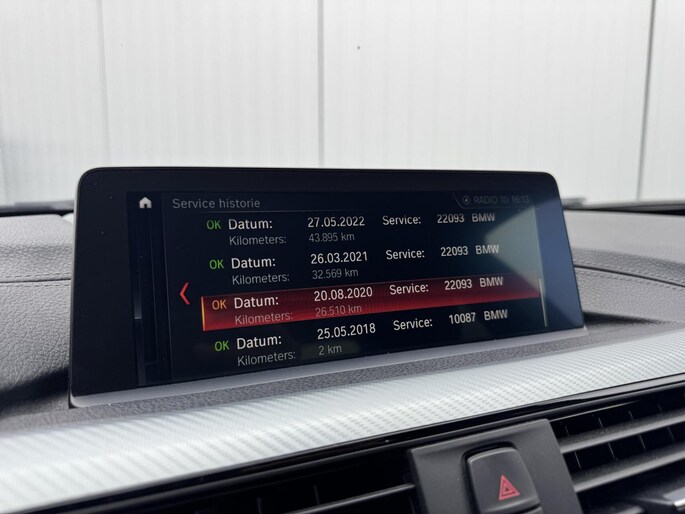 Service historie
RADIO 10
OK Datum: 27.05.2022 Service: 22093 BMW
Kilometers: 43.895 km
OK Datum: 26.03.2021 Service: 22093 BMW
Kilometers: 32.569 km
OK Datum: 20.08.2020 Service: 22093 BMW
Kilometers: 26.510 km
OK Datum: 25.05.2018 Service: 10087 BMW
Kilometers: 2 km